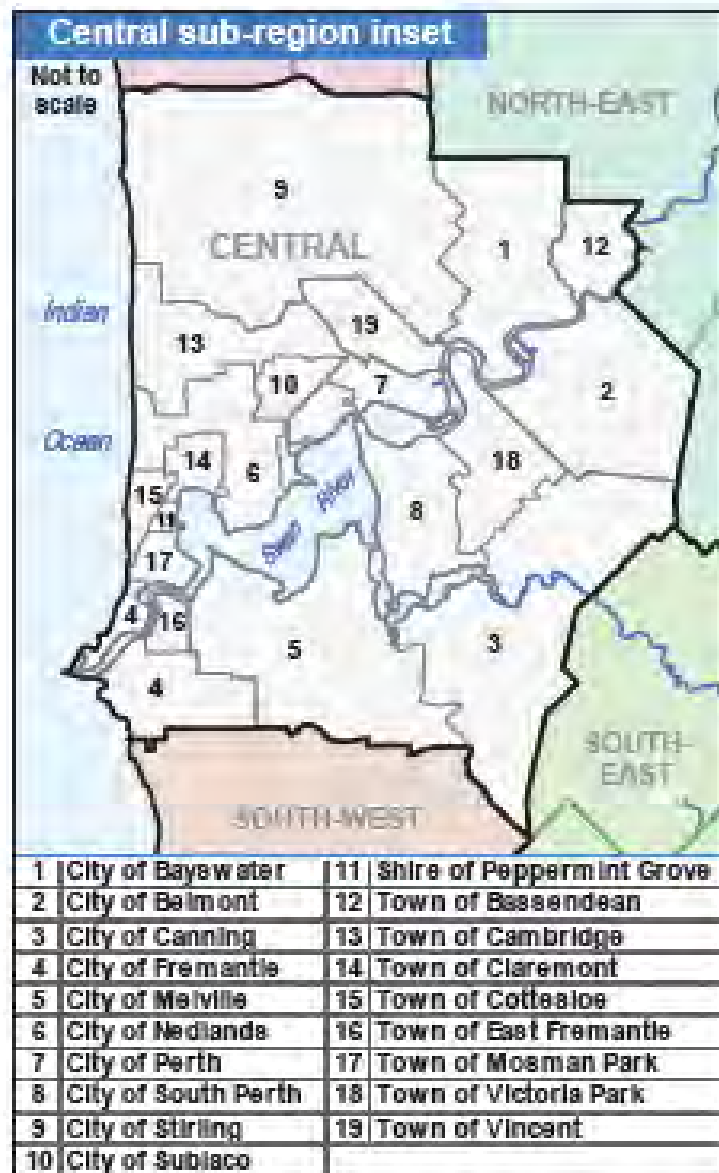 Central sub-region inset
Not to
scale
NORTH-EAST
9
1
12
CENTRAL
Indian
19
13
10
7
2
Ocean
14
6
18
15
8
Swan River
11
17
4
16
5
3
4
SOUTH-
EAST
SOUTH-WEST
1 City of Bayswater 11 Shire of Peppermint Grove
2 City of Belmont 12 Town of Bassendean
3 City of Canning 13 Town of Cambridge
4 City of Fremantle 14 Town of Claremont
5 City of Melville 15 Town of Cottesloe
6 City of Nedlands 16 Town of East Fremantle
7 City of Perth 17 Town of Mosman Park
8 City of South Perth 18 Town of Victoria Park
9 City of Stirling 19 Town of Vincent
10 City of Subiaco